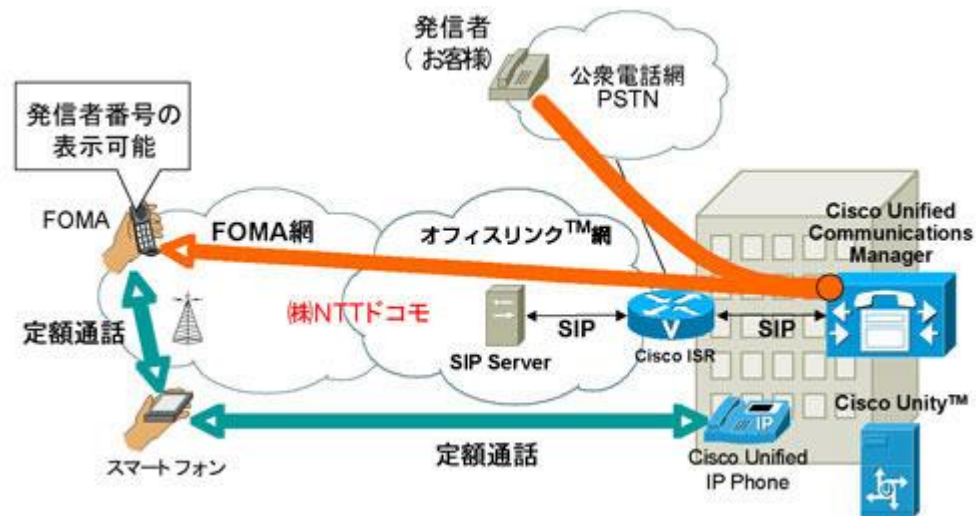 発信者
(お客様)
公衆電話網
PSTN
発信者番号の
表示可能
FOMA
FOMA網
オフィスリンク™網
Cisco Unified
Communications
Manager
㈱NTTドコモ
定額通話
SIP
SIP
SIP Server
V
Cisco ISR
Cisco Unity™
IP
スマートフォン
定額通話
Cisco Unified
IP Phone